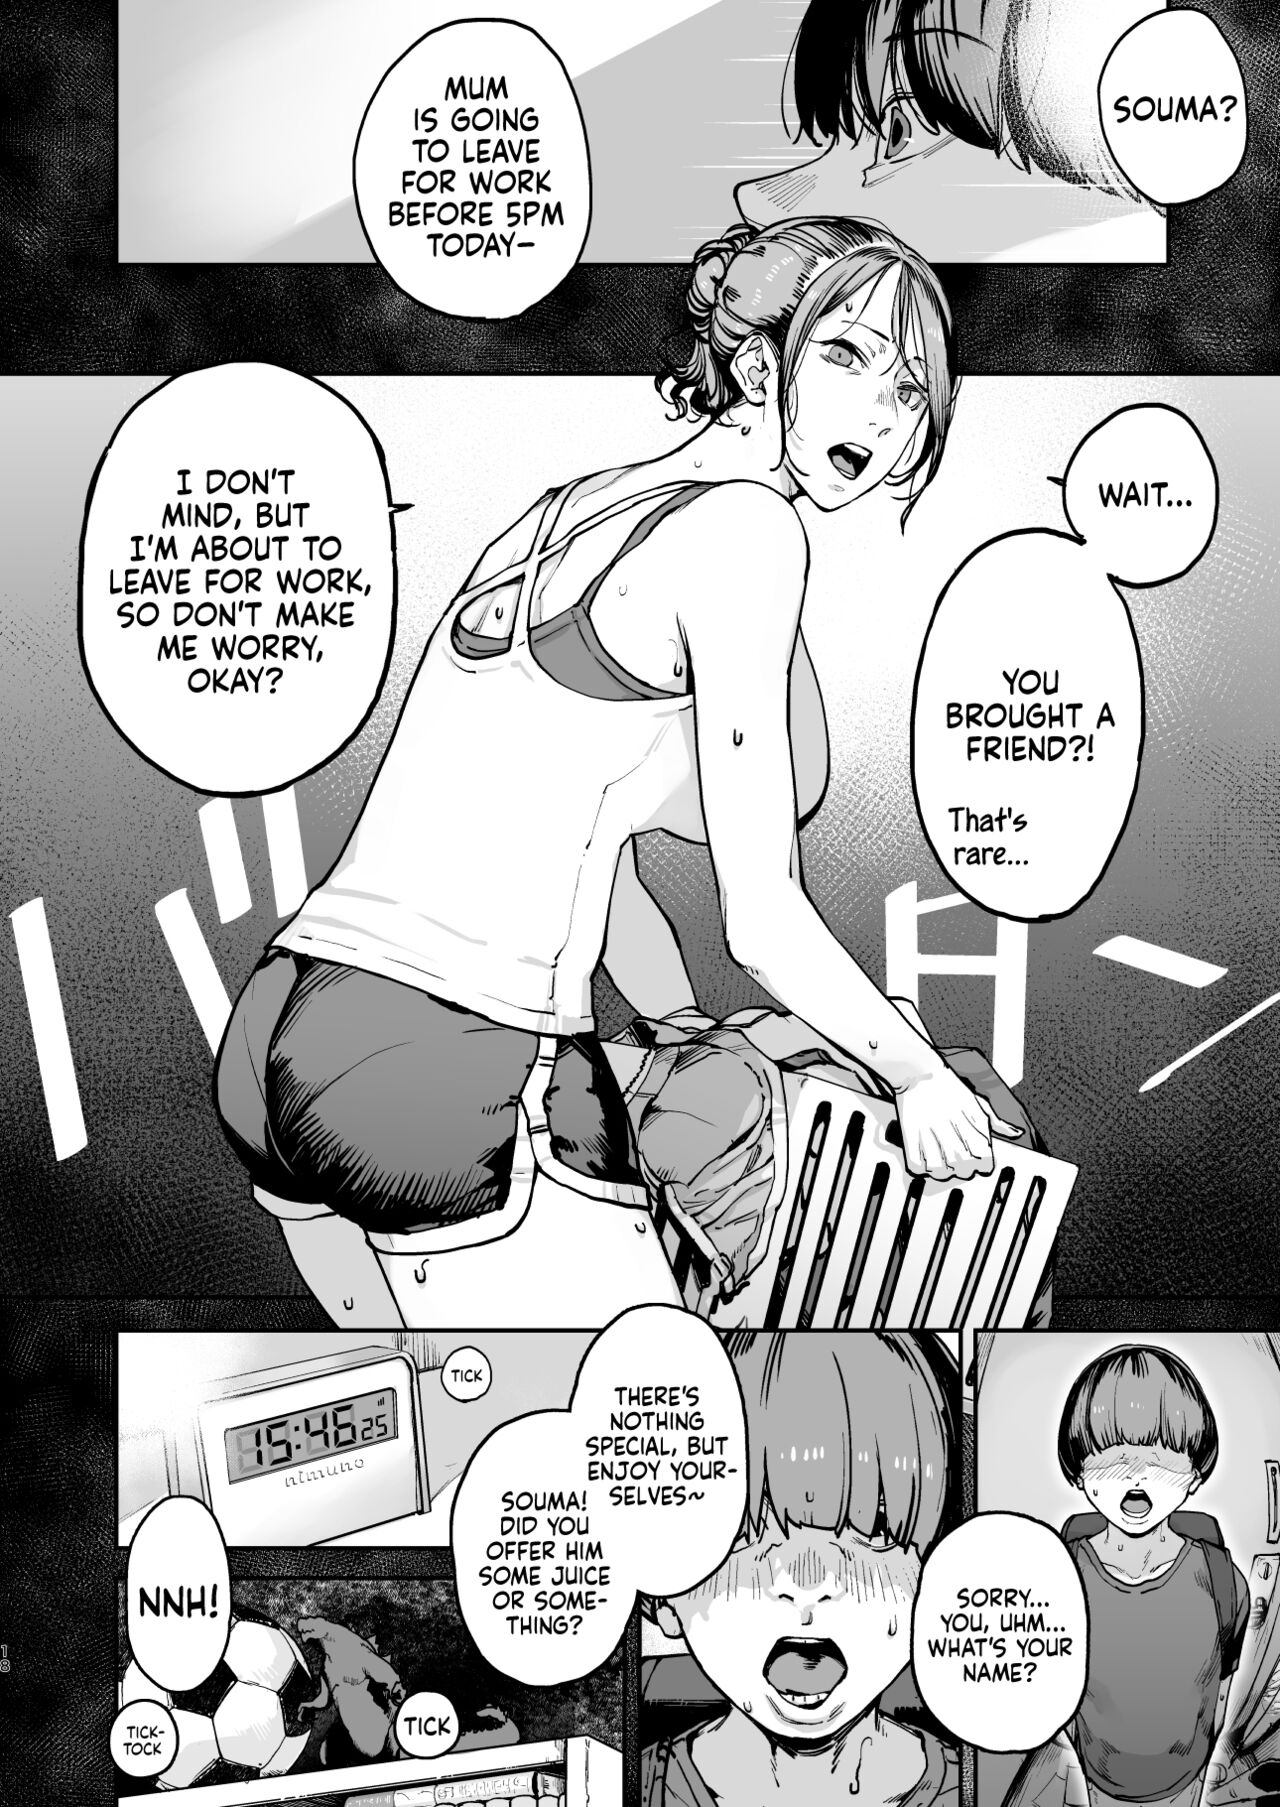 SOUMA?
MUM
IS GOING
TO LEAVE
FOR WORK
BEFORE 5PM
TODAY–
WAIT...
YOU
BROUGHT A
FRIEND?!
That's
rare...
I DON'T
MIND, BUT
I'M ABOUT TO
LEAVE FOR WORK,
SO DON'T MAKE
ME WORRY,
OKAY?
バサン
SORRY...
YOU, UHM...
WHAT'S YOUR
NAME?
THERE'S
NOTHING
SPECIAL, BUT
ENJOY YOUR-
SELVES~
SOUMA!
DID YOU
OFFER HIM
SOME JUICE
OR SOME-
THING?
TICK
15:46 25
nimuno
NNH!
TICK
TICK-
TOCK
18